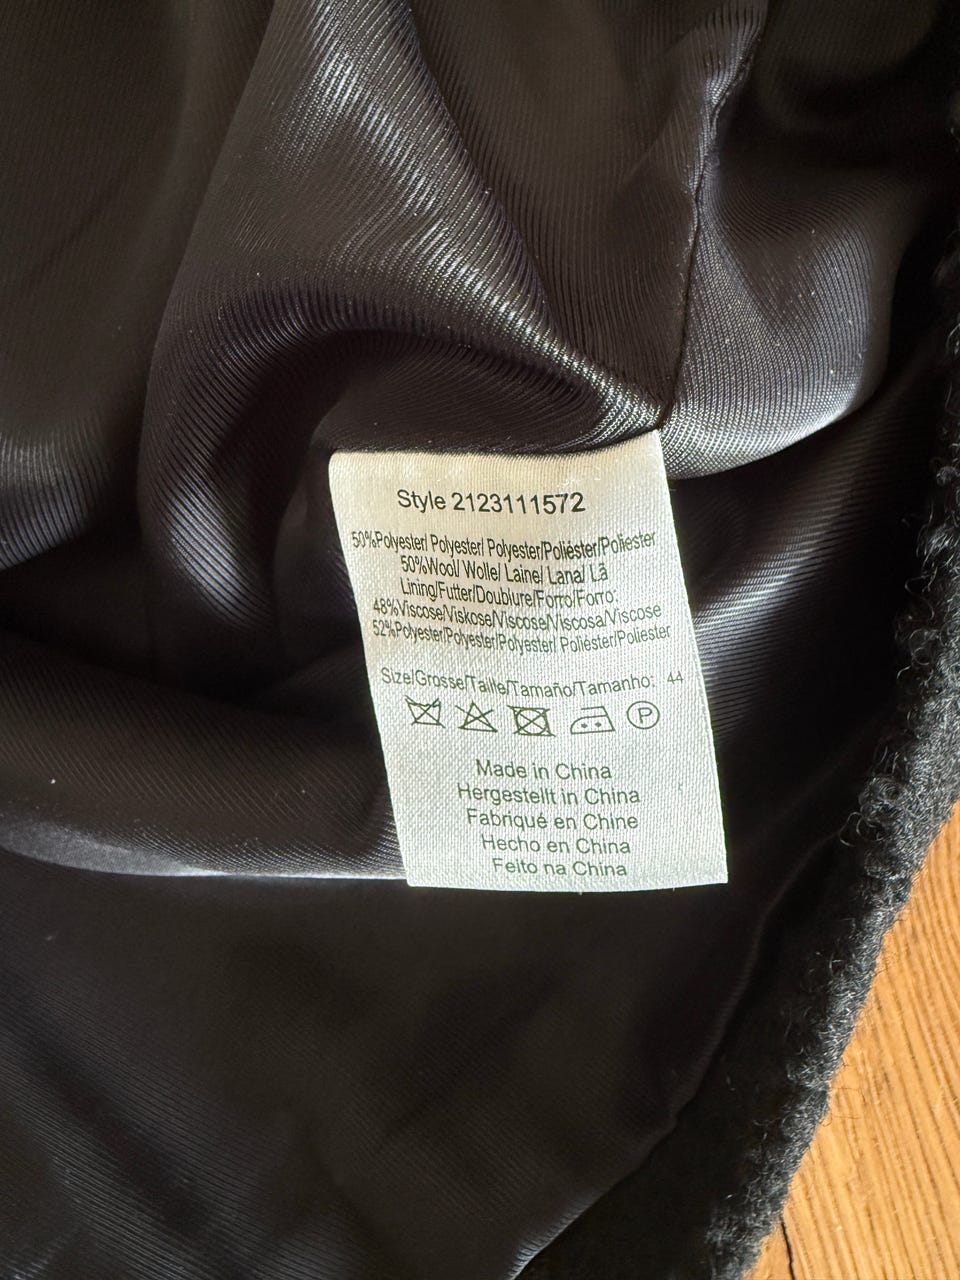 Style 2123111572
50%Polyester/ Polyester/ Polyester/Poliéster/Poliester
50%Wool/ Wolle/ Laine/ Lana/ Lã
Lining/Futter/Doublure/Forro/Forro:
48%Viscose/Viskose/Viscose/Viscosa/Viscose
52%Polyester/Polyester/Polyester/ Poliéster/Poliester
Size/Grosse/Taille/Tamaño/Tamanho: 44
P
Made in China
Hergestellt in China
Fabriqué en Chine
Hecho en China
Feito na China